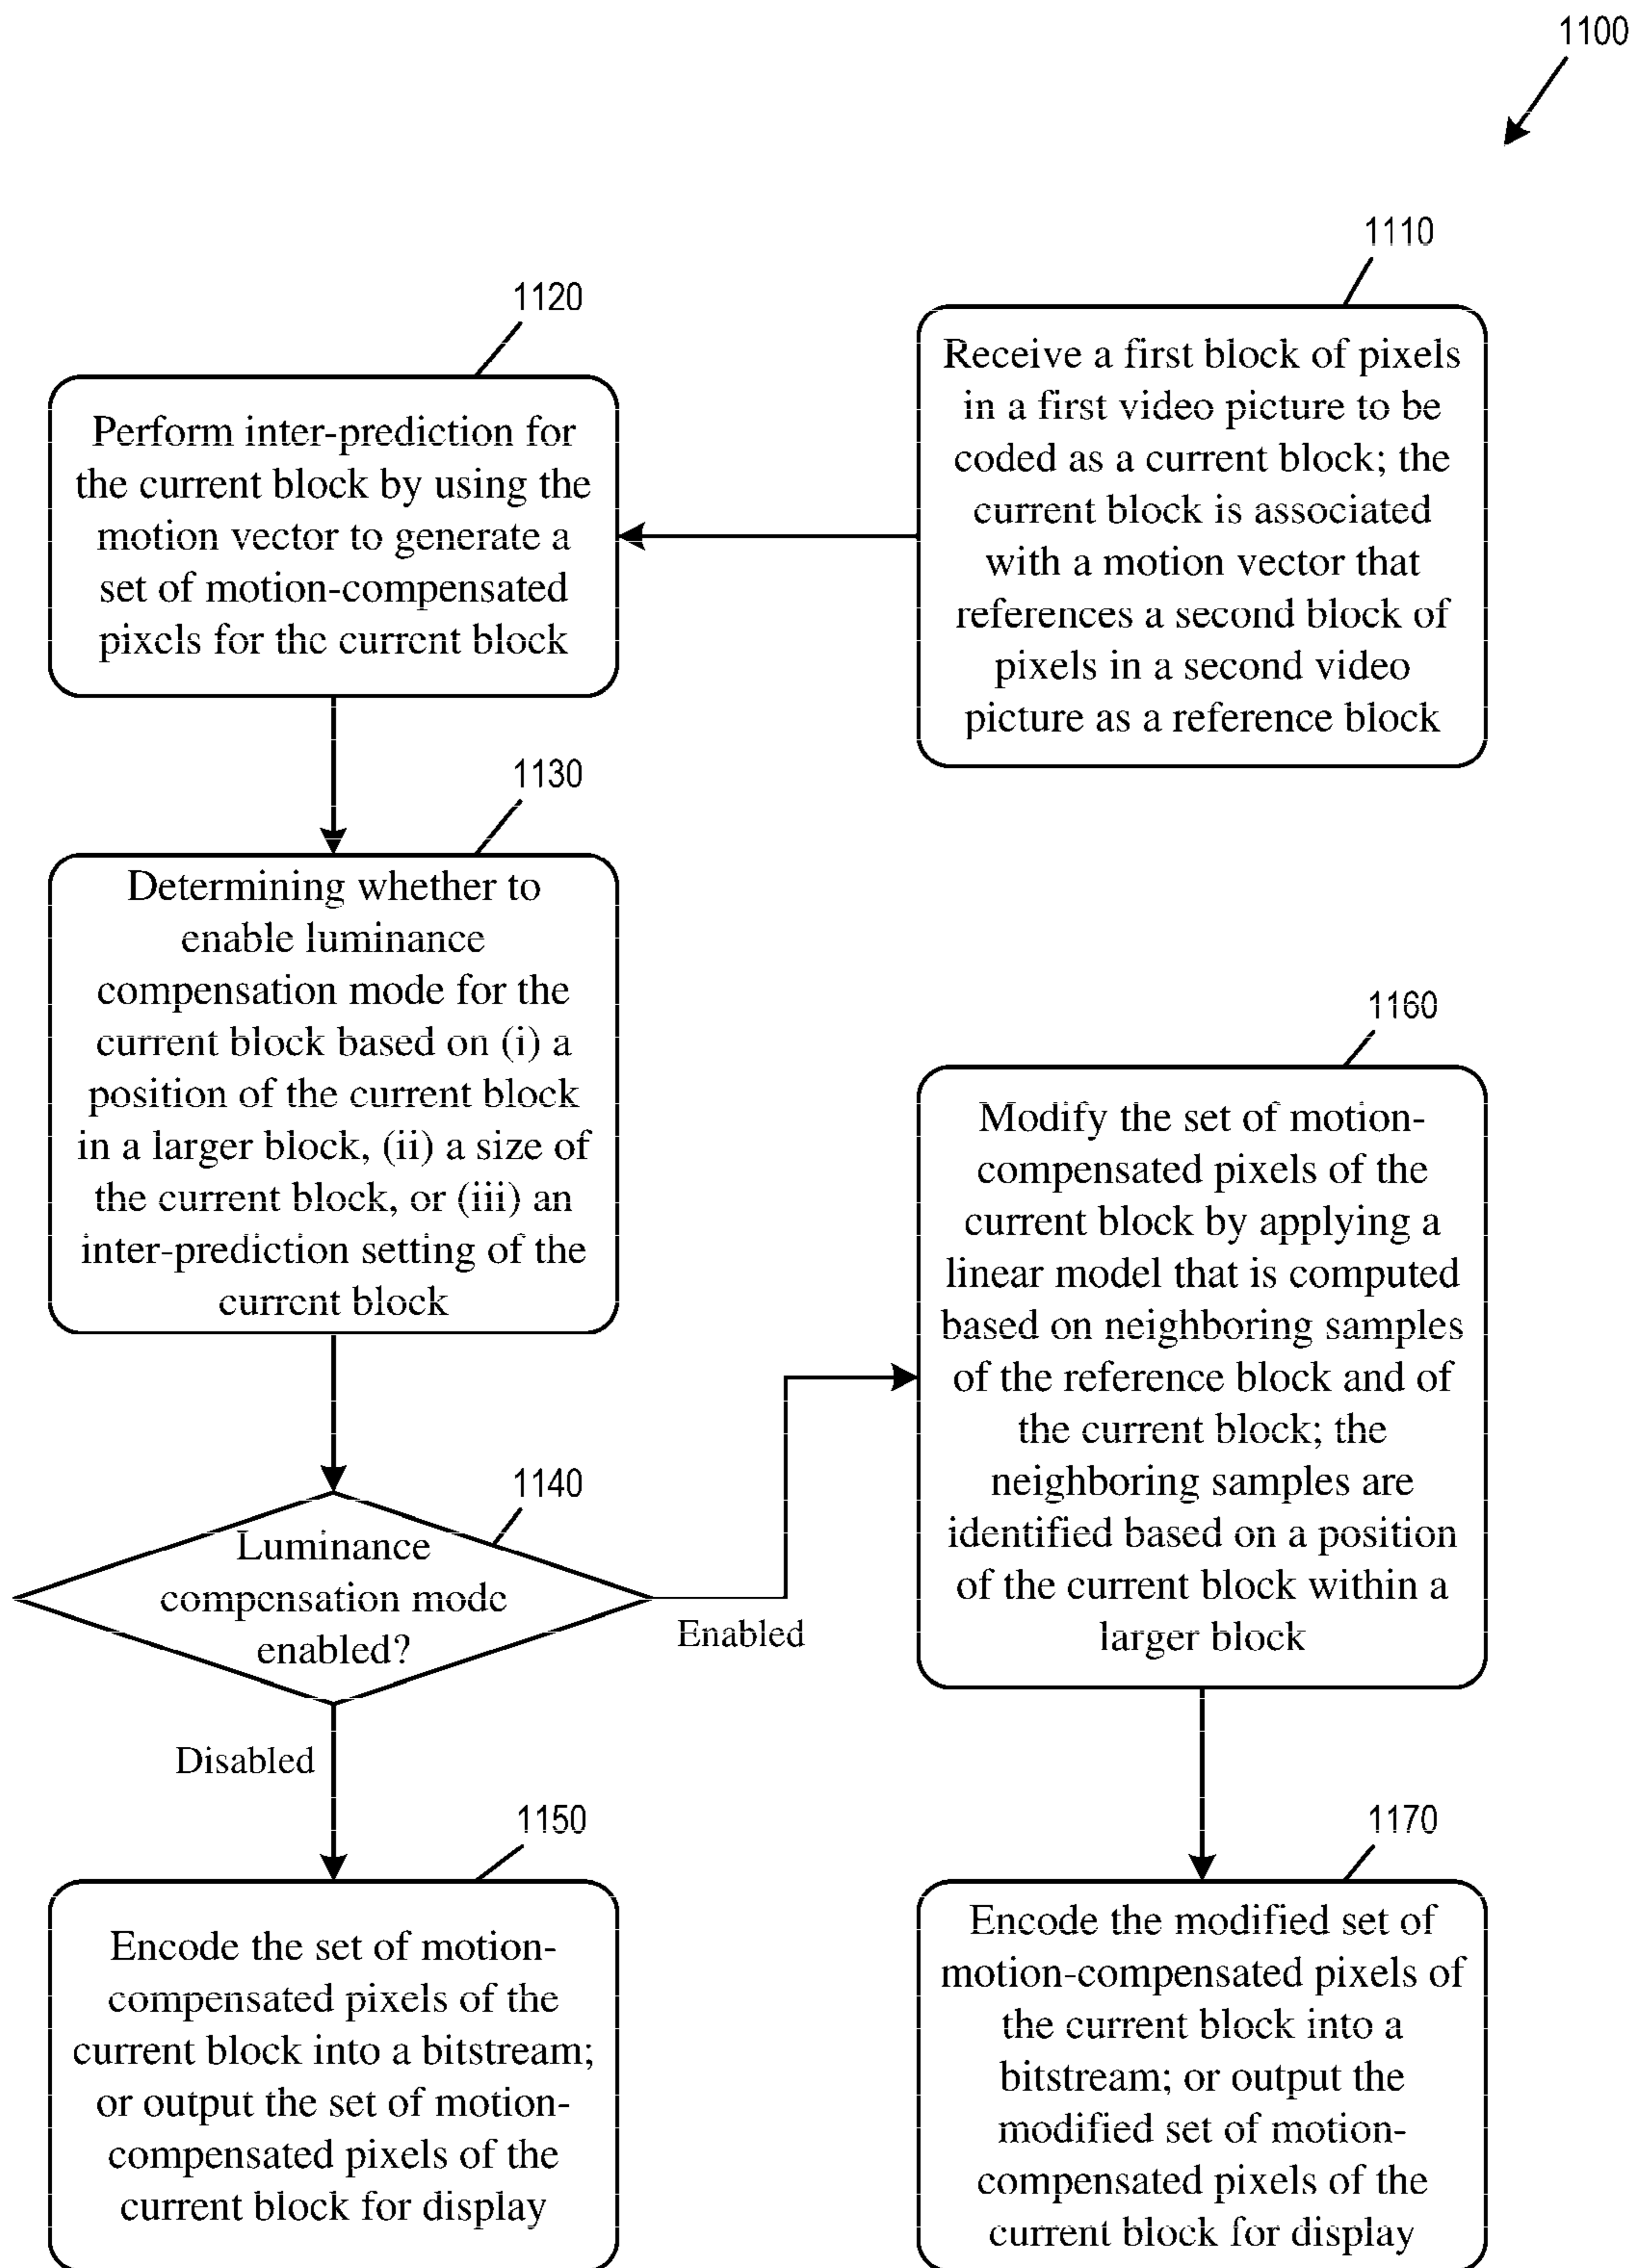 1100
1110
Receive a first block of pixels
in a first video picture to be
coded as a current block; the
current block is associated
with a motion vector that
references a second block of
pixels in a second video
picture as a reference block
1120
Perform inter-prediction for
the current block by using the
motion vector to generate a
set of motion-compensated
pixels for the current block
1130
Determining whether to
enable luminance
compensation mode for the
current block based on (i) a
position of the current block
in a larger block, (ii) a size of
the current block, or (iii) an
inter-prediction setting of the
current block
1140
Luminance
compensation mode
enabled?
Enabled
Disabled
1150
Encode the set of motion-
compensated pixels of the
current block into a bitstream;
or output the set of motion-
compensated pixels of the
current block for display
1160
Modify the set of motion-
compensated pixels of the
current block by applying a
linear model that is computed
based on neighboring samples
of the reference block and of
the current block; the
neighboring samples are
identified based on a position
of the current block within a
larger block
1170
Encode the modified set of
motion-compensated pixels of
the current block into a
bitstream; or output the
modified set of motion-
compensated pixels of the
current block for display